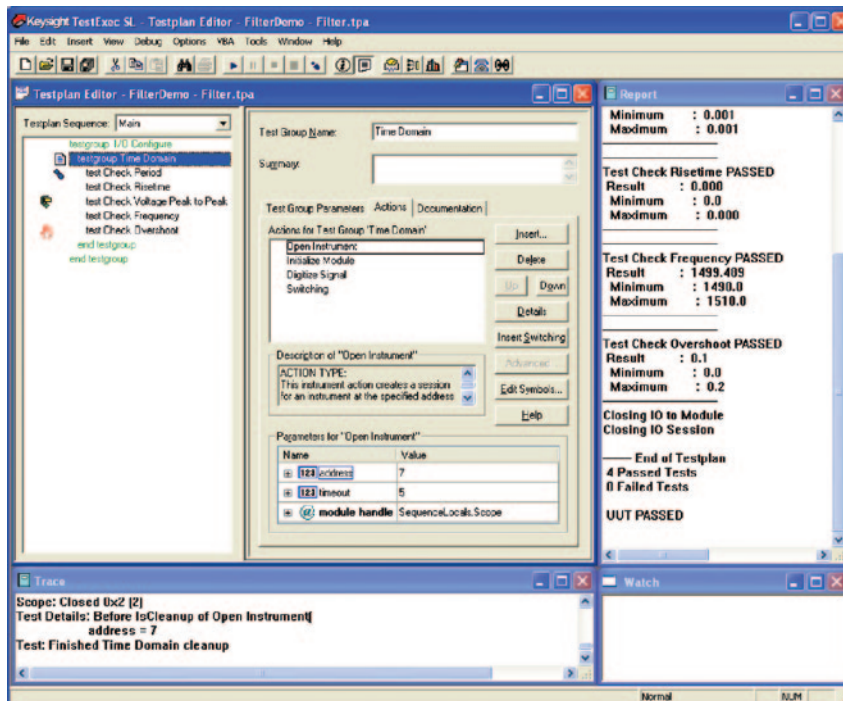 Keysight TestExec SL - Testplan Editor - FilterDemo - Filter.tpa
File Edit Insert View Debug Options VBA Tools Window Help
Testplan Editor - FilterDemo - Filter.tpa
Testplan Sequence: Main
testgroup I/O Configure
testgroup Time Domain
test Check Period
test Check Risetime
test Check Voltage Peak to Peak
test Check Frequency
test Check Overshoot
end testgroup
end testgroup
Test Group Name: Time Domain
Summary:
Test Group Parameters Actions Documentation
Actions for Test Group 'Time Domain'
Open Instrument
Initialize Module
Digitize Signal
Switching
Insert...
Delete
Up Down
Details
Insert Switching
Advanced...
Edit Symbols...
Help
Description of "Open Instrument"
ACTION TYPE:
This instrument action creates a session
for an instrument at the specified address
Parameters for "Open Instrument"
Name Value
123 address 7
123 timeout 5
module handle SequenceLocals.Scope
Report
Minimum : 0.001
Maximum : 0.001
Test Check Risetime PASSED
Result : 0.000
Minimum : 0.0
Maximum : 0.000
Test Check Frequency PASSED
Result : 1499.409
Minimum : 1490.0
Maximum : 1510.0
Test Check Overshoot PASSED
Result : 0.1
Minimum : 0.0
Maximum : 0.2
Closing IO to Module
Closing IO Session
—— End of Testplan
4 Passed Tests
0 Failed Tests
UUT PASSED
Trace
Scope: Closed 0x2 (2)
Test Details: Before IsCleanup of Open Instrument
address = 7
Test: Finished Time Domain cleanup
Watch
Normal NUM